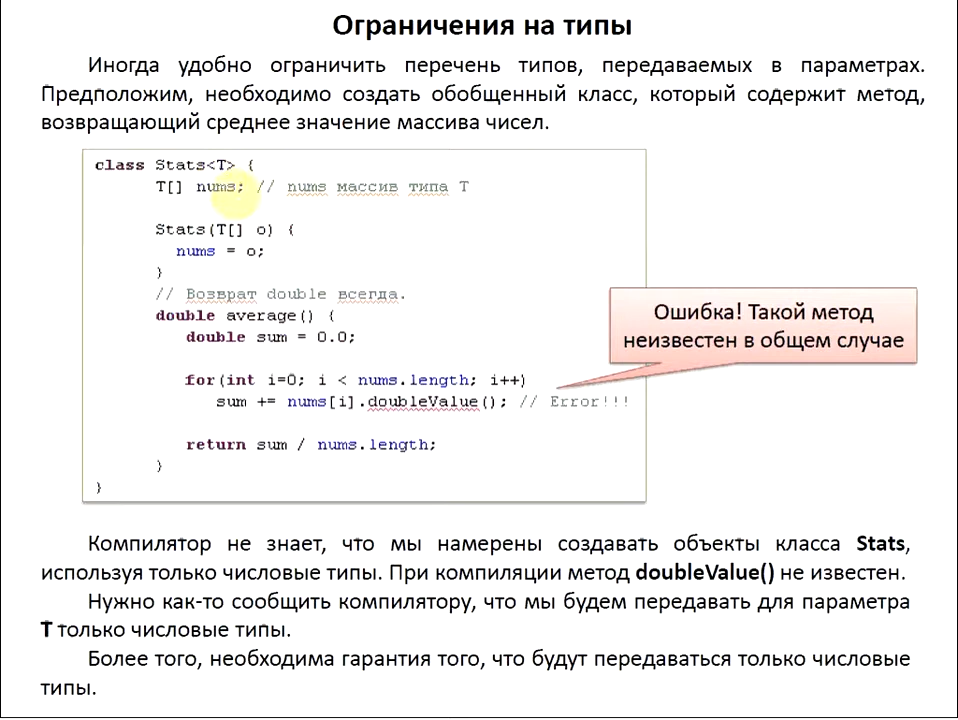 Ограничения на типы
Иногда удобно ограничить перечень типов, передаваемых в параметрах.
Предположим, необходимо создать обобщенный класс, который содержит метод,
возвращающий среднее значение массива чисел.
class Stats<T> {
T[] nums; // nums массив типа T
Stats(T[] o) {
nums = o;
}
// Возврат double всегда.
double average() {
double sum = 0.0;
for(int i=0; i < nums.length; i++)
sum += nums[i].doubleValue(); // Error!!!
return sum / nums.length;
}
}
Ошибка! Такой метод
неизвестен в общем случае
Компилятор не знает, что мы намерены создавать объекты класса Stats,
используя только числовые типы. При компиляции метод doubleValue() не известен.
Нужно как-то сообщить компилятору, что мы будем передавать для параметра
T только числовые типы.
Более того, необходима гарантия того, что будут передаваться только числовые
типы.